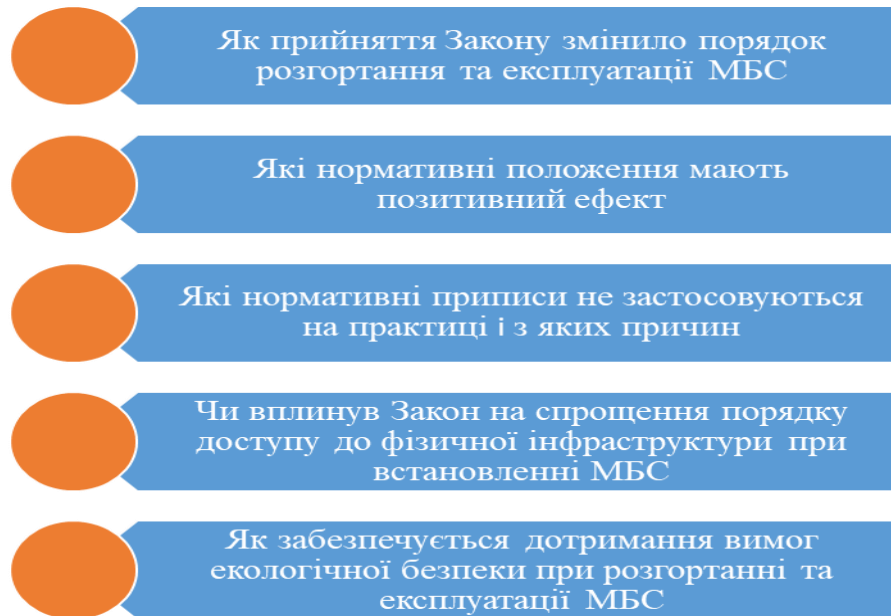 Як прийняття Закону змінило порядок
розгортання та експлуатації МБС
Які нормативні положення мають
позитивний ефект
Які нормативні приписи не застосовуються
на практиці і з яких причин
Чи вплинув Закон на спрощення порядку
доступу до фізичної інфраструктури при
встановленні МБС
Як забезпечується дотримання вимог
екологічної безпеки при розгортанні та
експлуатації МБС